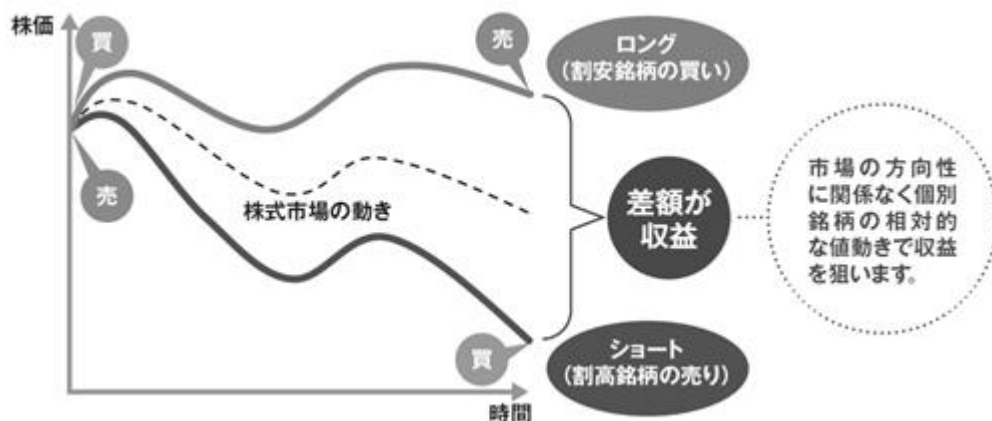 株価
買
売
ロング
(割安銘柄の買い)
売
株式市場の動き
差額が
収益
市場の方向性
に関係なく個別
銘柄の相対的
な値動きで収益
を狙います。
買
ショート
(割高銘柄の売り)
時間